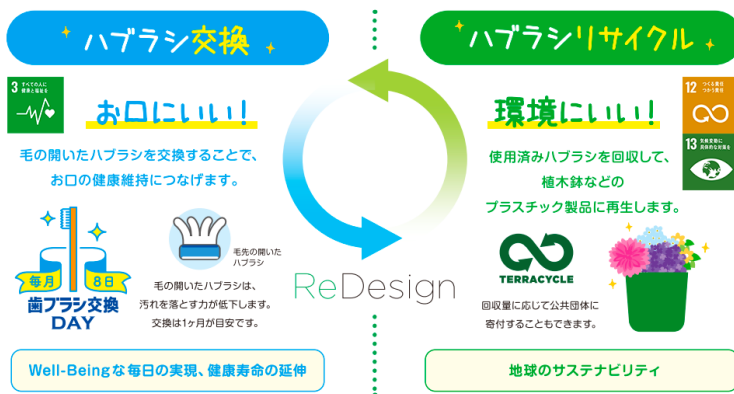 ハブラシ交換
3 すべての人に
健康と福祉を
お口にいい!
毛の開いたハブラシを交換することで、
お口の健康維持につなげます。
毎月 8日
歯ブラシ交換
DAY
毛先の開いた
ハブラシ
毛の開いたハブラシは、
汚れを落とす力が低下します。
交換は1ヶ月が目安です。
Well-Beingな毎日の実現、健康寿命の延伸
ReDesign
ハブラシリサイクル
環境にいい!
12 つくる責任
つかう責任
13 気候変動に
具体的な対策を
使用済みハブラシを回収して、
植木鉢などの
プラスチック製品に再生します。
TERRACYCLE
回収量に応じて公共団体に
寄付することもできます。
地球のサステナビリティ